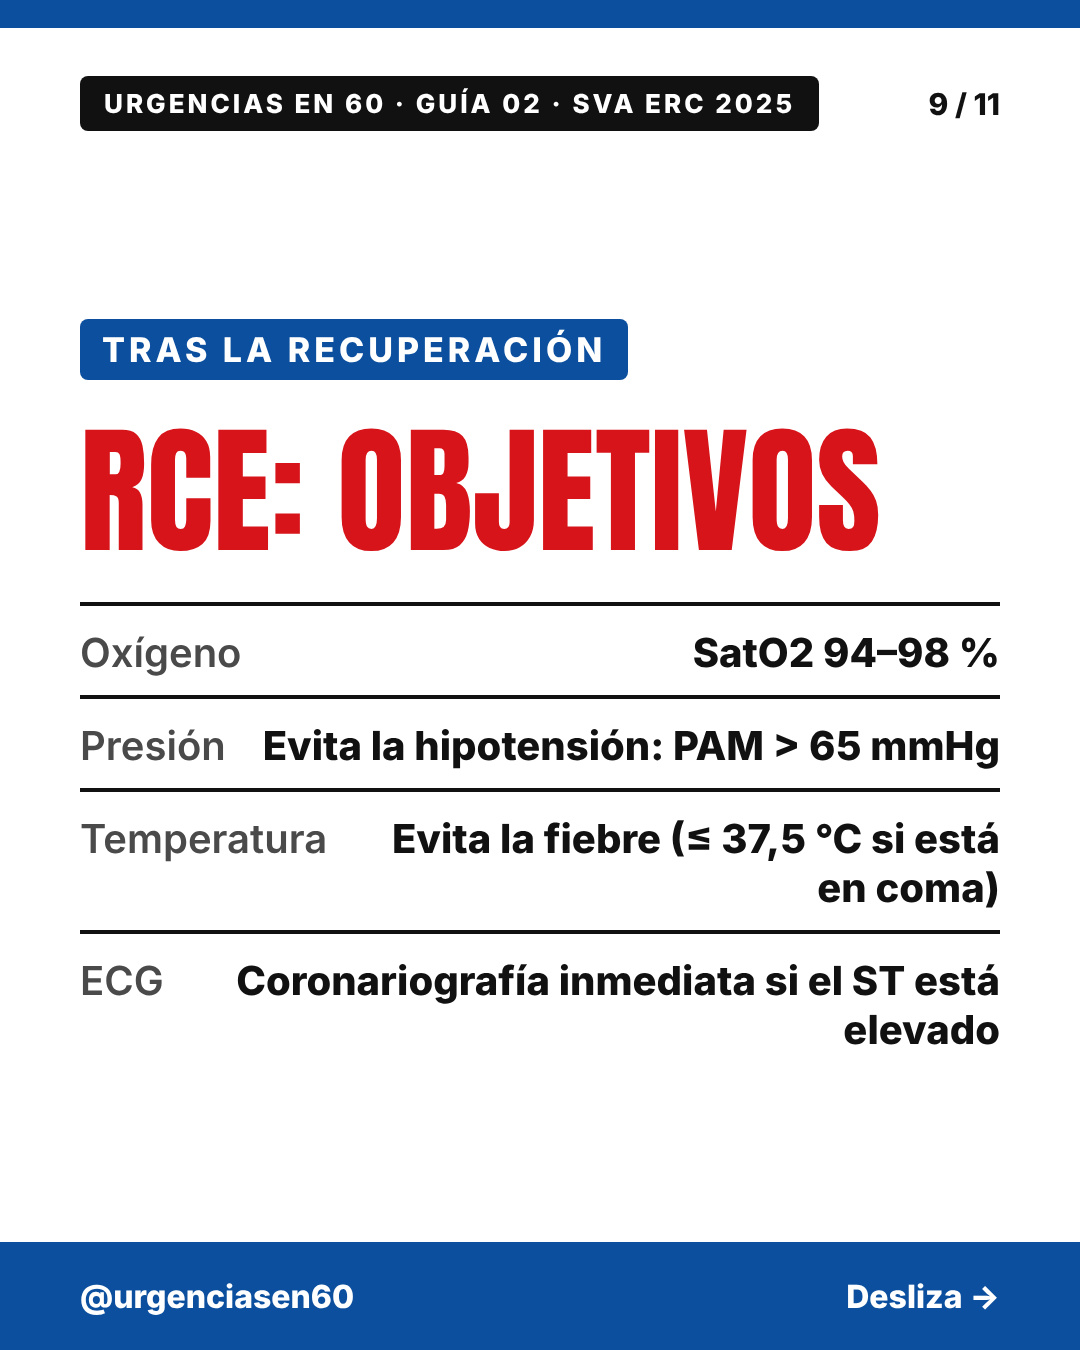 URGENCIAS EN 60 · GUÍA 02 · SVA ERC 2025
9 / 11
TRAS LA RECUPERACIÓN
RCE: OBJETIVOS
Oxígeno SatO2 94–98 %
Presión Evita la hipotensión: PAM > 65 mmHg
Temperatura Evita la fiebre (≤ 37,5 °C si está
en coma)
ECG Coronariografía inmediata si el ST está
elevado
@urgenciasen60
Desliza →